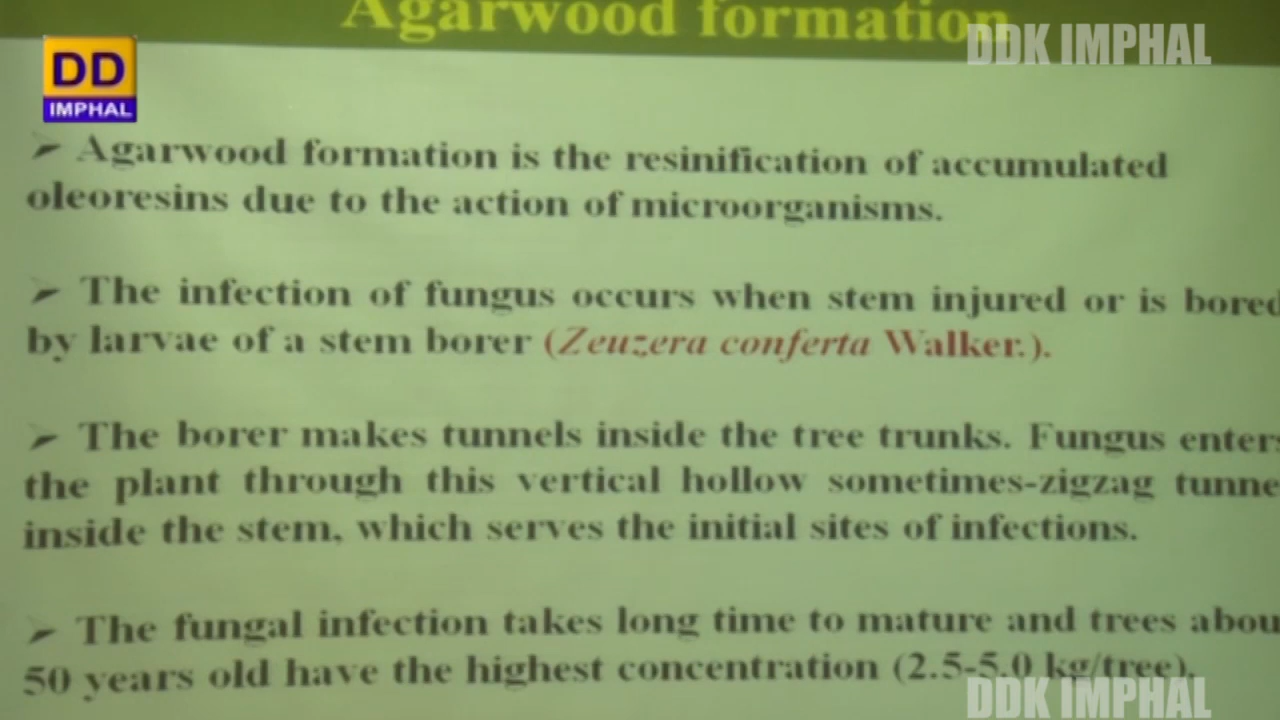 Agarwood formation
DDK IMPHAL
DD
IMPHAL
➢ Agarwood formation is the resinification of accumulated
oleoresins due to the action of microorganisms.
➢ The infection of fungus occurs when stem injured or is bored
by larvae of a stem borer (Zeuzera conferta Walker.).
➢ The borer makes tunnels inside the tree trunks. Fungus enters
the plant through this vertical hollow sometimes-zigzag tunne
inside the stem, which serves the initial sites of infections.
➢ The fungal infection takes long time to mature and trees abou
50 years old have the highest concentration (2.5-5.0 kg/tree).
DDK IMPHAL